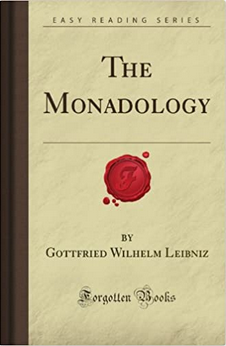 EASY READING SERIES
THE
MONADOLOGY
F
BY
GOTTFRIED WILHELM LEIBNIZ
Forgotten Books